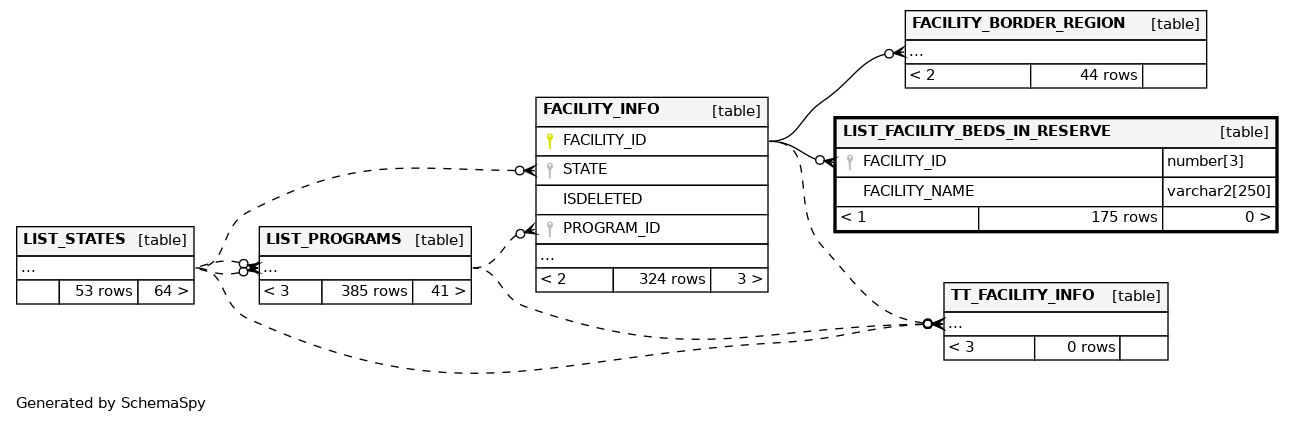 FACILITY_BORDER_REGION [table]
...
< 2 44 rows
FACILITY_INFO [table]
FACILITY_ID
STATE
ISDELETED
PROGRAM_ID
...
< 2 324 rows 3 >
LIST_FACILITY_BEDS_IN_RESERVE [table]
FACILITY_ID number[3]
FACILITY_NAME varchar2[250]
< 1 175 rows 0 >
LIST_STATES [table]
...
53 rows 64 >
LIST_PROGRAMS [table]
...
< 3 385 rows 41 >
TT_FACILITY_INFO [table]
...
< 3 0 rows
Generated by SchemaSpy